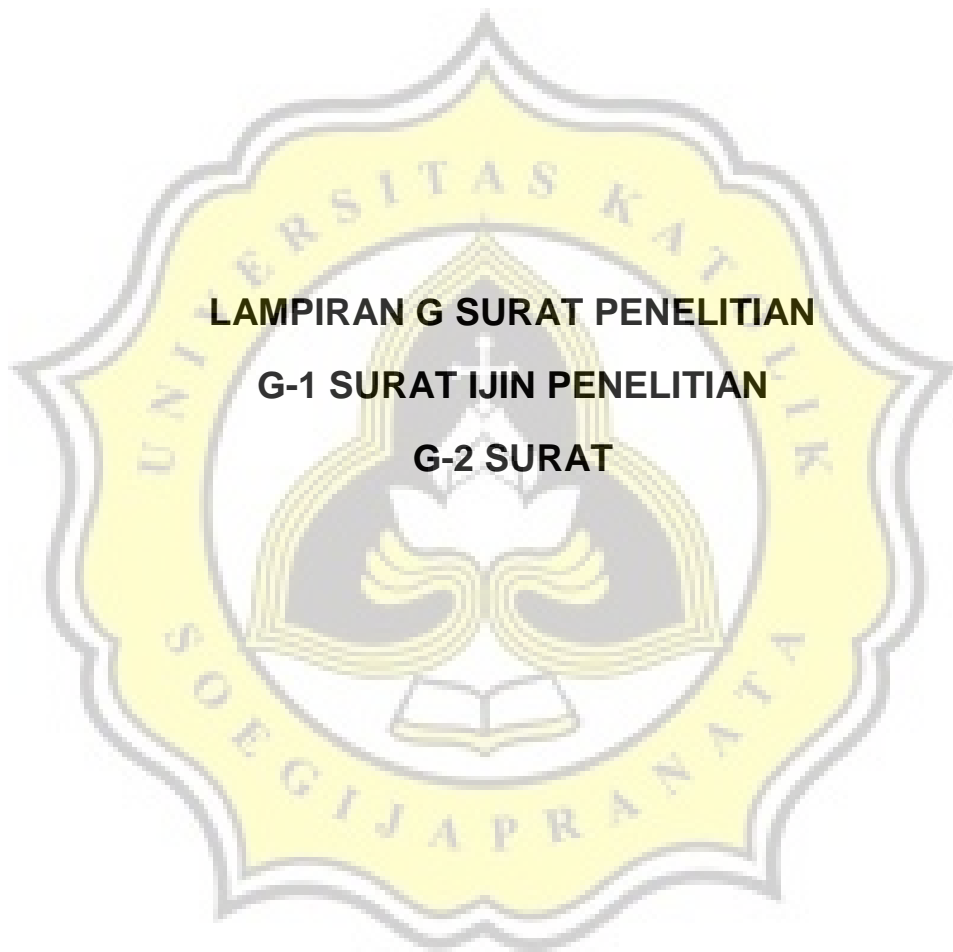 LAMPIRAN G SURAT PENELITIAN
G-1 SURAT IJIN PENELITIAN
G-2 SURAT
UNIVERSITAS KATOLIK
SOEGIJAPRANATA